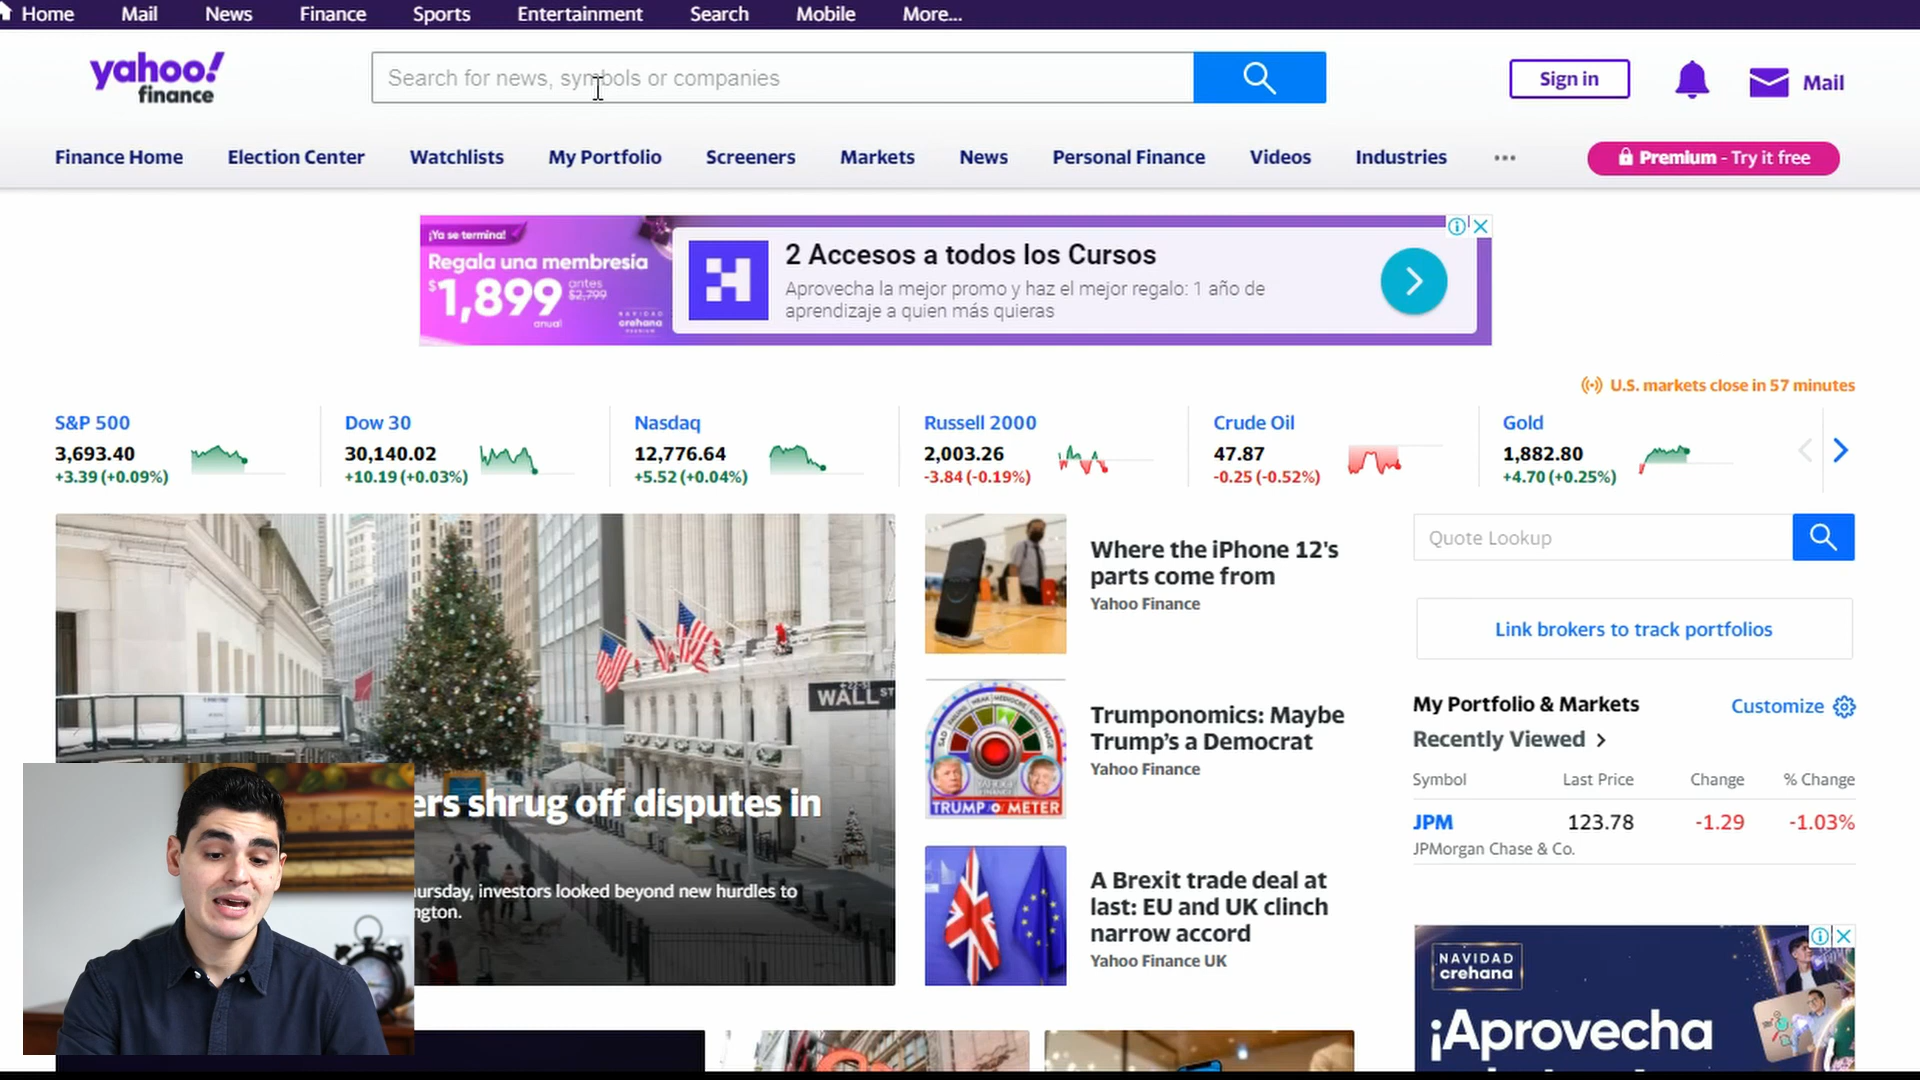 Home Mail News Finance Sports Entertainment Search Mobile More...
yahoo!
finance
Search for news, symbols or companies
Sign in
Mail
Finance Home Election Center Watchlists My Portfolio Screeners Markets News Personal Finance Videos Industries ••• Premium - Try it free
¡Ya se termina!
Regala una membresía
$1,899 antes $2,799
anual
NAVIDAD
crehana
PREMIUM
2 Accesos a todos los Cursos
Aprovecha la mejor promo y haz el mejor regalo: 1 año de
aprendizaje a quien más quieras
U.S. markets close in 57 minutes
S&P 500
3,693.40
+3.39 (+0.09%)
Dow 30
30,140.02
+10.19 (+0.03%)
Nasdaq
12,776.64
+5.52 (+0.04%)
Russell 2000
2,003.26
-3.84 (-0.19%)
Crude Oil
47.87
-0.25 (-0.52%)
Gold
1,882.80
+4.70 (+0.25%)
WALL ST
ers shrug off disputes in
ursday, investors looked beyond new hurdles to
ngton.
Where the iPhone 12's
parts come from
Yahoo Finance
TRUMP-O-METER
Trumponomics: Maybe
Trump's a Democrat
Yahoo Finance
A Brexit trade deal at
last: EU and UK clinch
narrow accord
Yahoo Finance UK
Quote Lookup
Link brokers to track portfolios
My Portfolio & Markets
Customize
Recently Viewed >
Symbol Last Price Change % Change
JPM 123.78 -1.29 -1.03%
JPMorgan Chase & Co.
NAVIDAD
crehana
¡Aprovecha